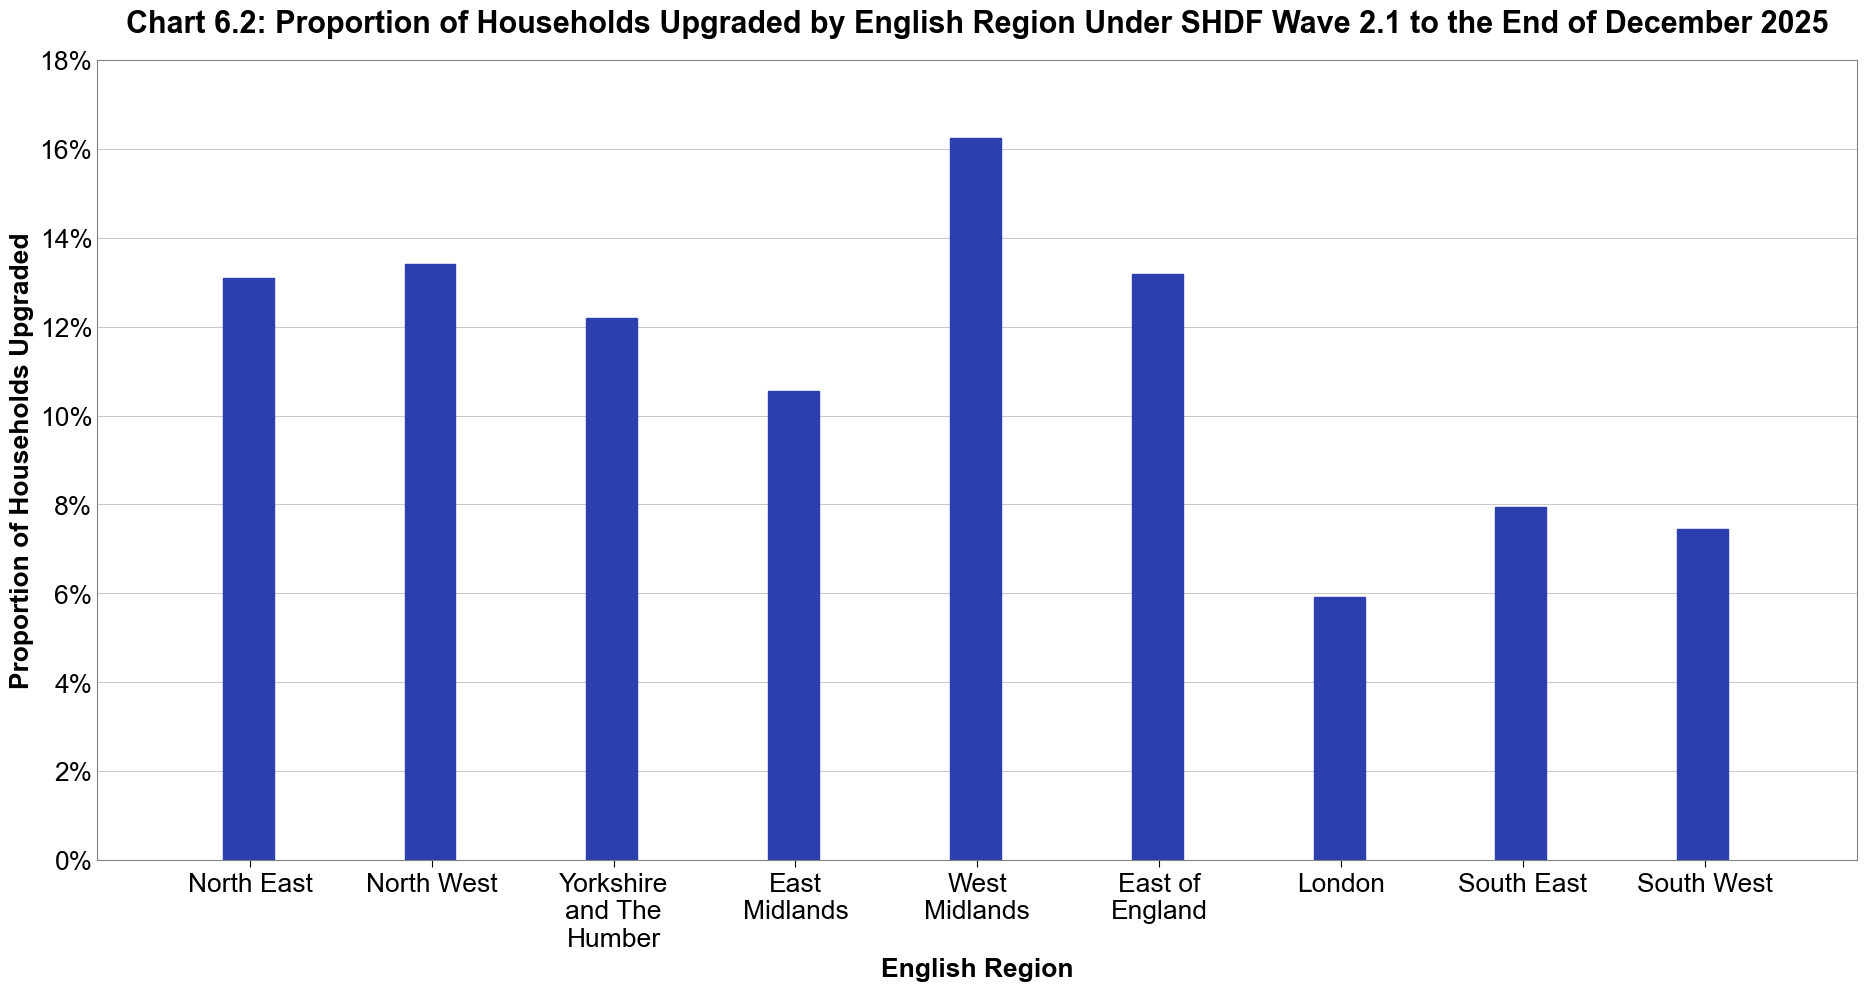 Chart 6.2: Proportion of Households Upgraded by English Region Under SHDF Wave 2.1 to the End of December 2025
Proportion of Households Upgraded
18%
16%
14%
12%
10%
8%
6%
4%
2%
0%
North East
North West
Yorkshire
and The
Humber
East
Midlands
West
Midlands
East of
England
London
South East
South West
English Region